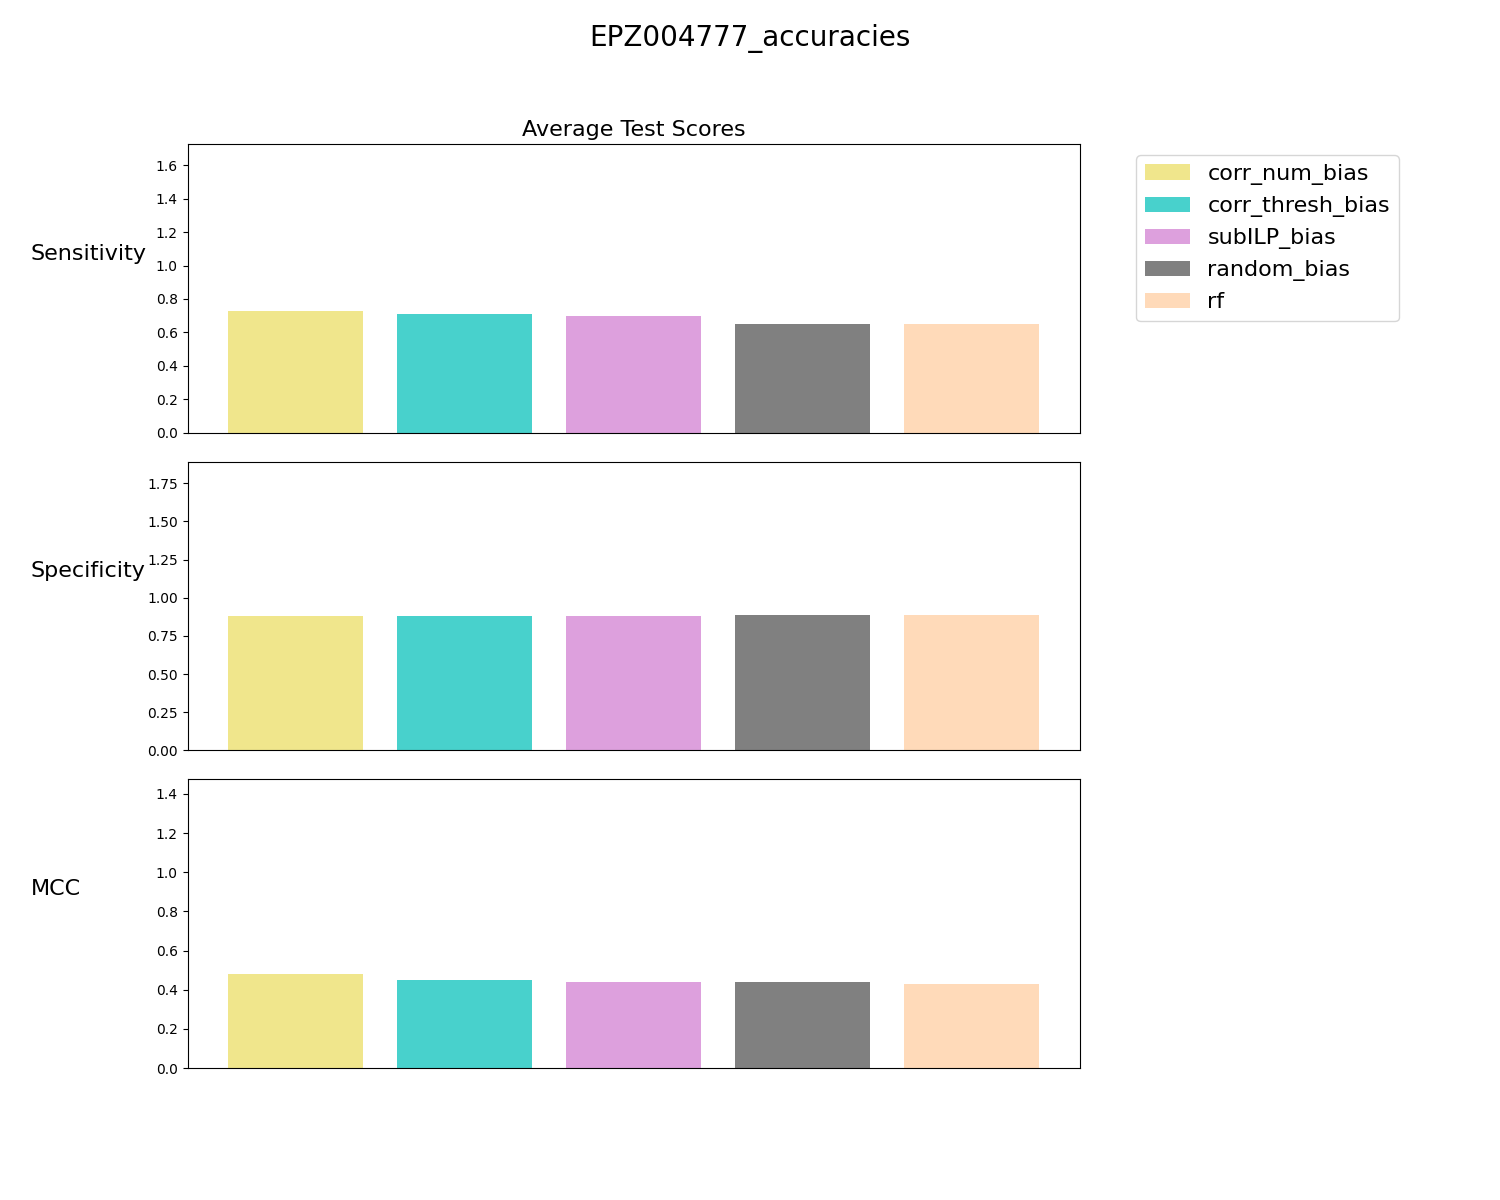 EPZ004777_accuracies
Average Test Scores
Sensitivity
1.6
1.4
1.2
1.0
0.8
0.6
0.4
0.2
0.0
corr_num_bias
corr_thresh_bias
subILP_bias
random_bias
rf
Specificity
1.75
1.50
1.25
1.00
0.75
0.50
0.25
0.00
MCC
1.4
1.2
1.0
0.8
0.6
0.4
0.2
0.0